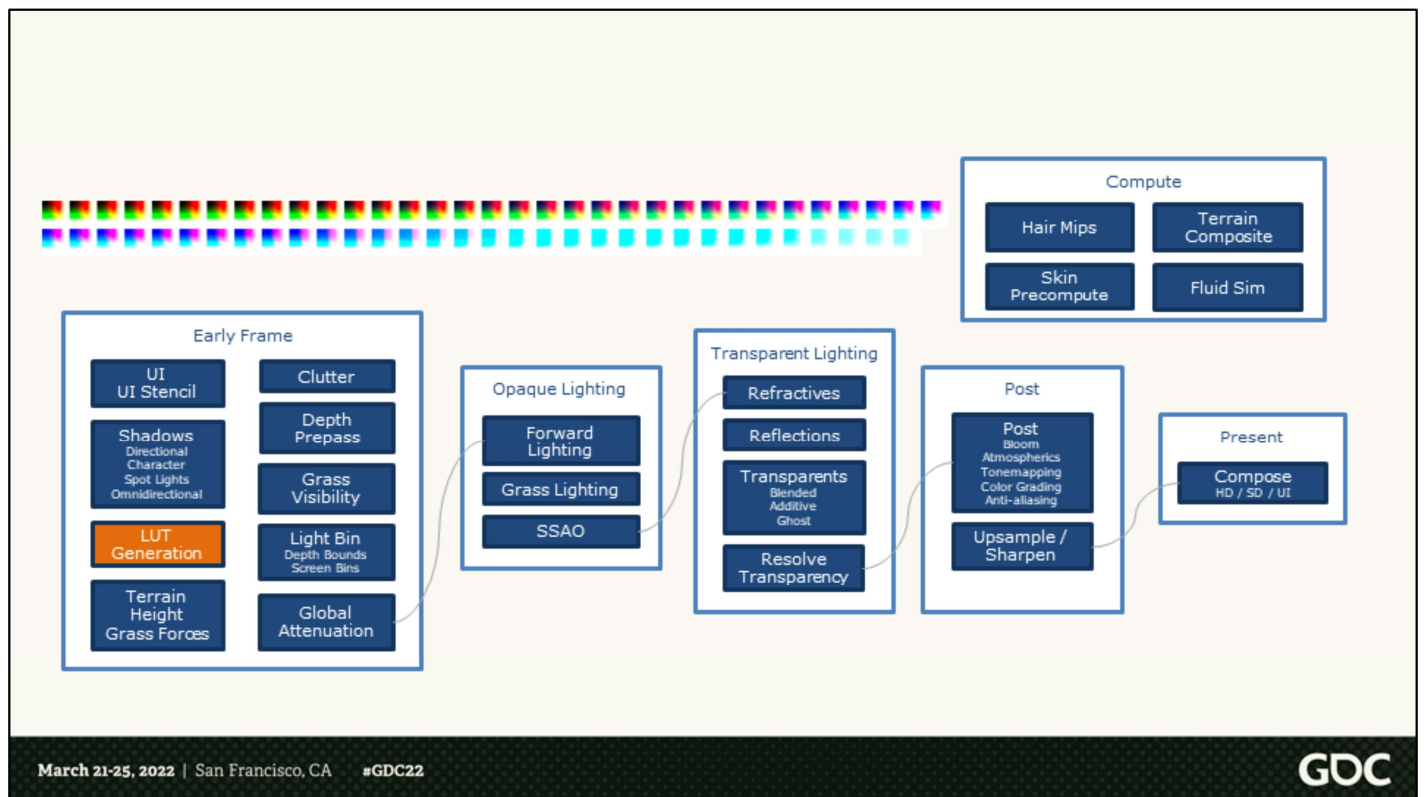 Compute
Hair Mips
Terrain
Composite
Skin
Precompute
Fluid Sim
Early Frame
UI
UI Stencil
Shadows
Directional
Character
Spot Lights
Omnidirectional
LUT
Generation
Terrain
Height
Grass Forces
Clutter
Depth
Prepass
Grass
Visibility
Light Bin
Depth Bounds
Screen Bins
Global
Attenuation
Opaque Lighting
Forward
Lighting
Grass Lighting
SSAO
Transparent Lighting
Refractives
Reflections
Transparents
Blended
Additive
Ghost
Resolve
Transparency
Post
Post
Bloom
Atmospherics
Tonemapping
Color Grading
Anti-aliasing
Upsample /
Sharpen
Present
Compose
HD / SD / UI
March 21-25, 2022 | San Francisco, CA #GDC22
GDC